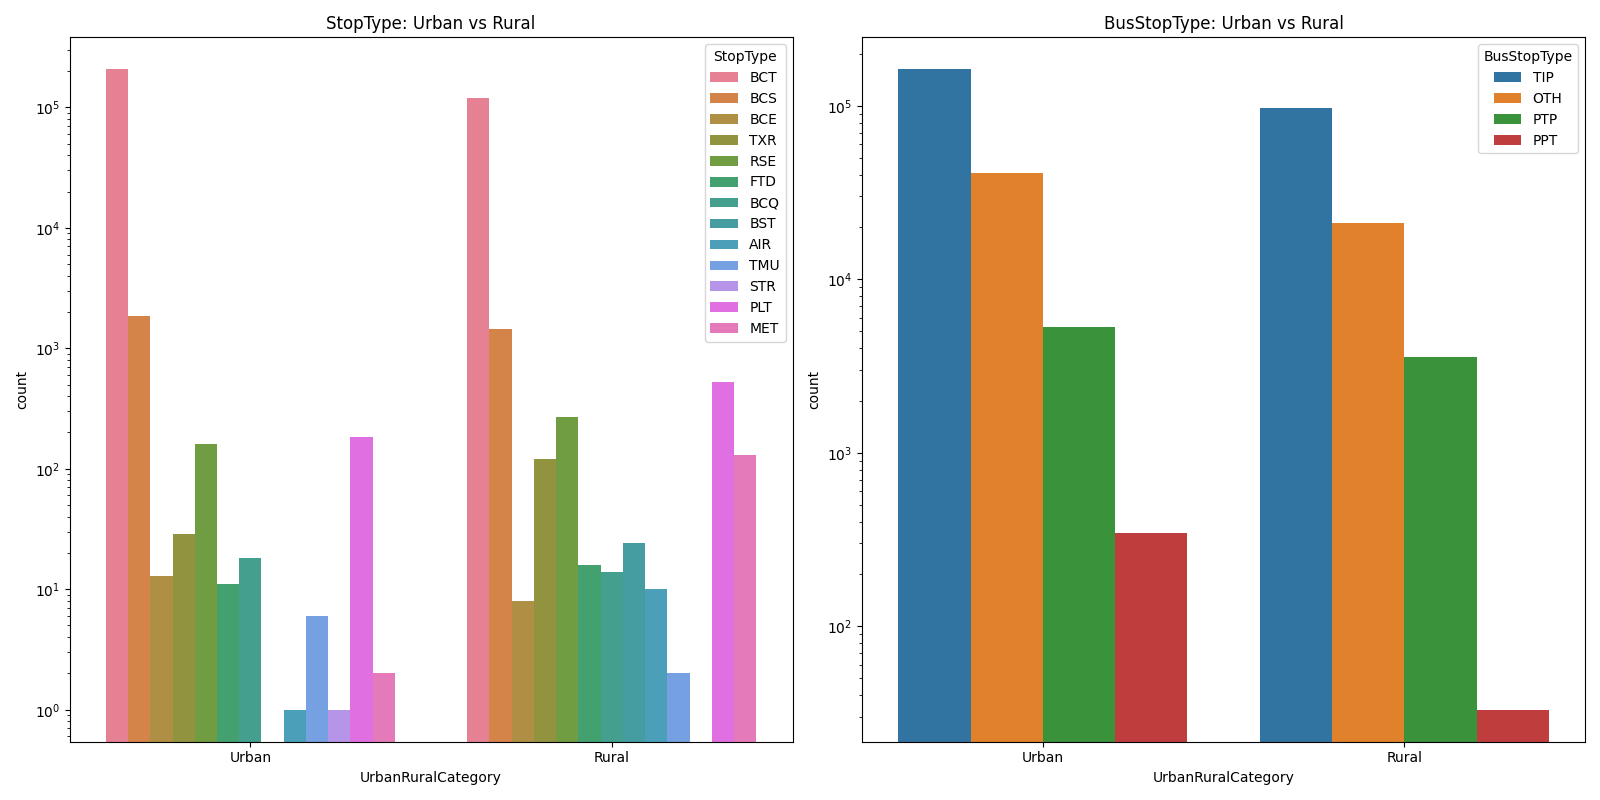 StopType: Urban vs Rural
count
10^5
10^4
10^3
10^2
10^1
10^0
Urban
Rural
UrbanRuralCategory
StopType
BCT
BCS
BCE
TXR
RSE
FTD
BCQ
BST
AIR
TMU
STR
PLT
MET
BusStopType: Urban vs Rural
count
10^5
10^4
10^3
10^2
Urban
Rural
UrbanRuralCategory
BusStopType
TIP
OTH
PTP
PPT